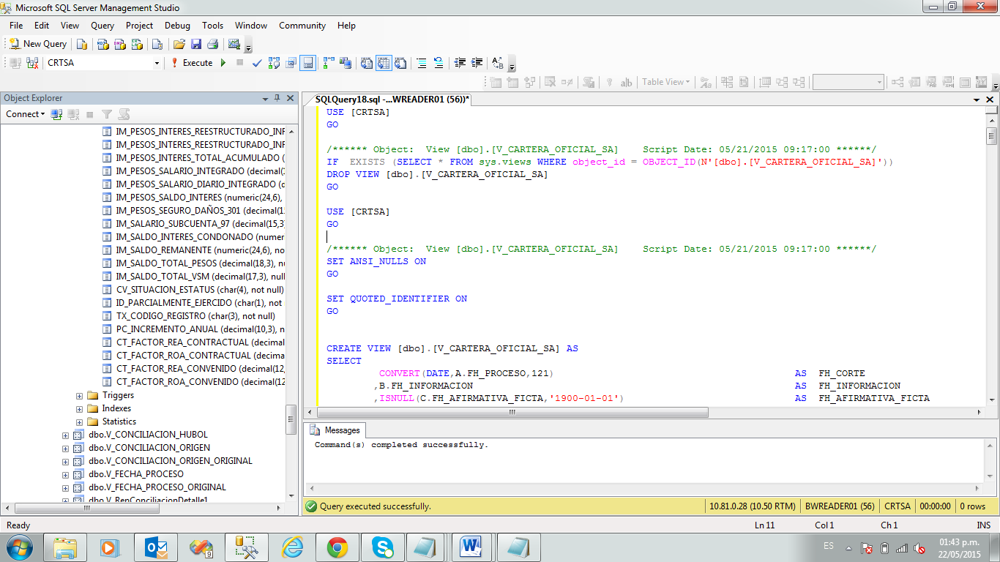 Microsoft SQL Server Management Studio
File Edit View Query Project Debug Tools Window Community Help
New Query
CRTSA Execute
Table View
Object Explorer
Connect
IM_PESOS_INTERES_REESTRUCTURADO_INF
IM_PESOS_INTERES_REESTRUCTURADO_INF
IM_PESOS_INTERES_TOTAL_ACUMULADO (
IM_PESOS_SALARIO_INTEGRADO (decimal(
IM_PESOS_SALARIO_DIARIO_INTEGRADO (d
IM_PESOS_SALDO_INTERES (numeric(24,6),
IM_PESOS_SEGURO_DAÑOS_301 (decimal(1
IM_SALARIO_SUBCUENTA_97 (decimal(15,3
IM_SALDO_INTERES_CONDONADO (numer
IM_SALDO_REMANENTE (numeric(24,6), no
IM_SALDO_TOTAL_PESOS (decimal(18,3), nu
IM_SALDO_TOTAL_VSM (decimal(17,3), null
CV_SITUACION_ESTATUS (char(4), not null)
ID_PARCIALMENTE_EJERCIDO (char(1), not
TX_CODIGO_REGISTRO (char(3), not null)
PC_INCREMENTO_ANUAL (decimal(10,3), n
CT_FACTOR_REA_CONTRACTUAL (decimal
CT_FACTOR_ROA_CONTRACTUAL (decima
CT_FACTOR_REA_CONVENIDO (decimal(12,
CT_FACTOR_ROA_CONVENIDO (decimal(12
Triggers
Indexes
Statistics
dbo.V_CONCILIACION_HUBOL
dbo.V_CONCILIACION_ORIGEN
dbo.V_CONCILIACION_ORIGEN_ORIGINAL
dbo.V_FECHA_PROCESO
dbo.V_FECHA_PROCESO_ORIGINAL
dbo.V_RepConciliacionDetalle1
SQLQuery18.sql -...WREADER01 (56))*
USE [CRTSA]
GO
/****** Object:  View [dbo].[V_CARTERA_OFICIAL_SA]    Script Date: 05/21/2015 09:17:00 ******/
IF  EXISTS (SELECT * FROM sys.views WHERE object_id = OBJECT_ID(N'[dbo].[V_CARTERA_OFICIAL_SA]'))
DROP VIEW [dbo].[V_CARTERA_OFICIAL_SA]
GO
USE [CRTSA]
GO
/****** Object:  View [dbo].[V_CARTERA_OFICIAL_SA]    Script Date: 05/21/2015 09:17:00 ******/
SET ANSI_NULLS ON
GO
SET QUOTED_IDENTIFIER ON
GO
CREATE VIEW [dbo].[V_CARTERA_OFICIAL_SA] AS
SELECT
CONVERT(DATE,A.FH_PROCESO,121) AS FH_CORTE
,B.FH_INFORMACION AS FH_INFORMACION
,ISNULL(C.FH_AFIRMATIVA_FICTA,'1900-01-01') AS FH_AFIRMATIVA_FICTA
Messages
Command(s) completed successfully.
Query executed successfully. 10.81.0.28 (10.50 RTM) BWREADER01 (56) CRTSA 00:00:00 0 rows
Ready Ln 11 Col 1 Ch 1 INS
ES 01:43 p.m.
22/05/2015